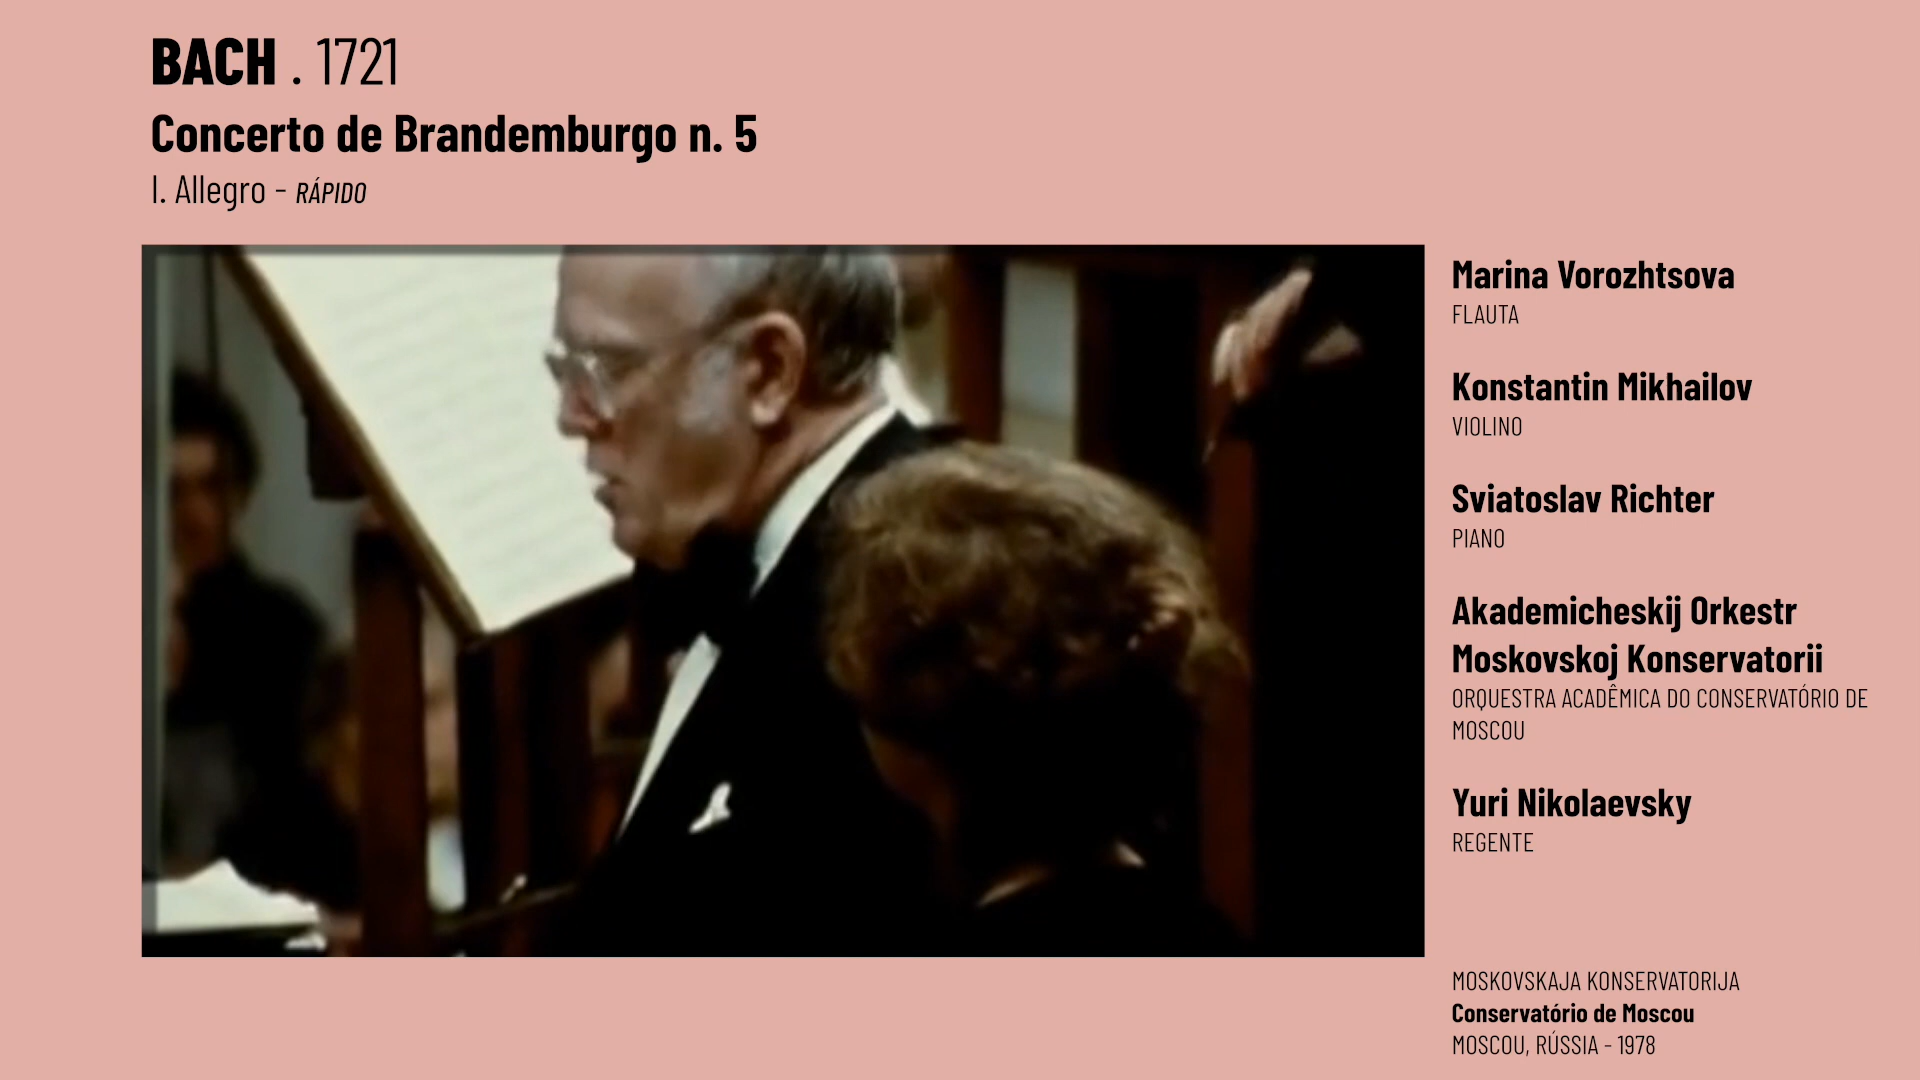 BACH . 1721
Concerto de Brandemburgo n. 5
I. Allegro - RÁPIDO
Marina Vorozhtsova
FLAUTA
Konstantin Mikhailov
VIOLINO
Sviatoslav Richter
PIANO
Akademicheskij Orkestr
Moskovskoj Konservatorii
ORQUESTRA ACADÊMICA DO CONSERVATÓRIO DE
MOSCOU
Yuri Nikolaevsky
REGENTE
MOSKOVSKAJA KONSERVATORIJA
Conservatório de Moscou
MOSCOU, RÚSSIA - 1978